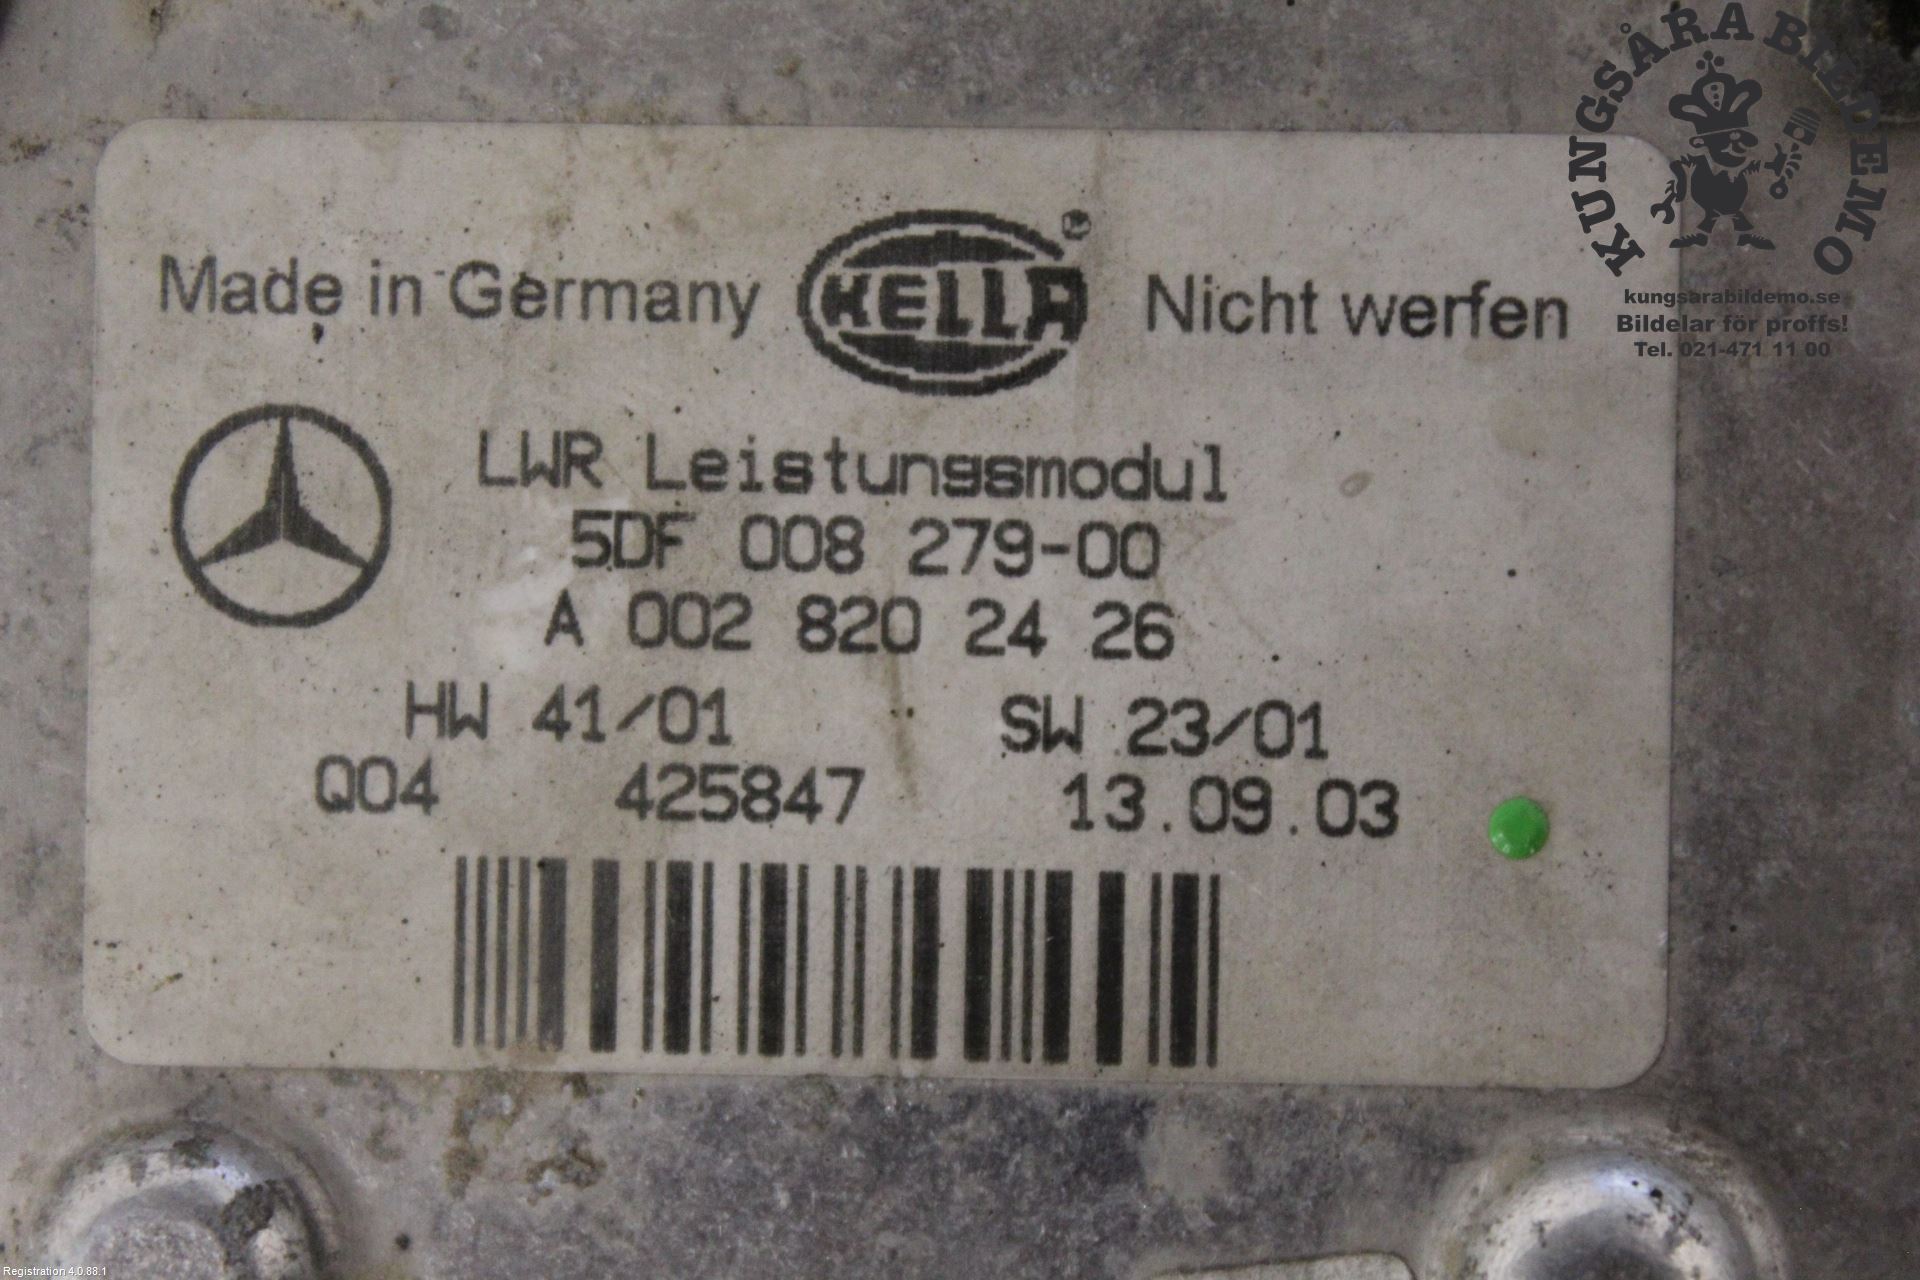 KUNGSÅRA BILDEMO
kungsarabildemo.se
Bildelar för proffs!
Tel. 021-471 11 00
Made in Germany HELLA ® Nicht werfen
LWR Leistungsmodul
5DF 008 279-00
A 002 820 24 26
HW 41/01 SW 23/01
Q04 425847 13.09.03
Registration 4.0.88.1